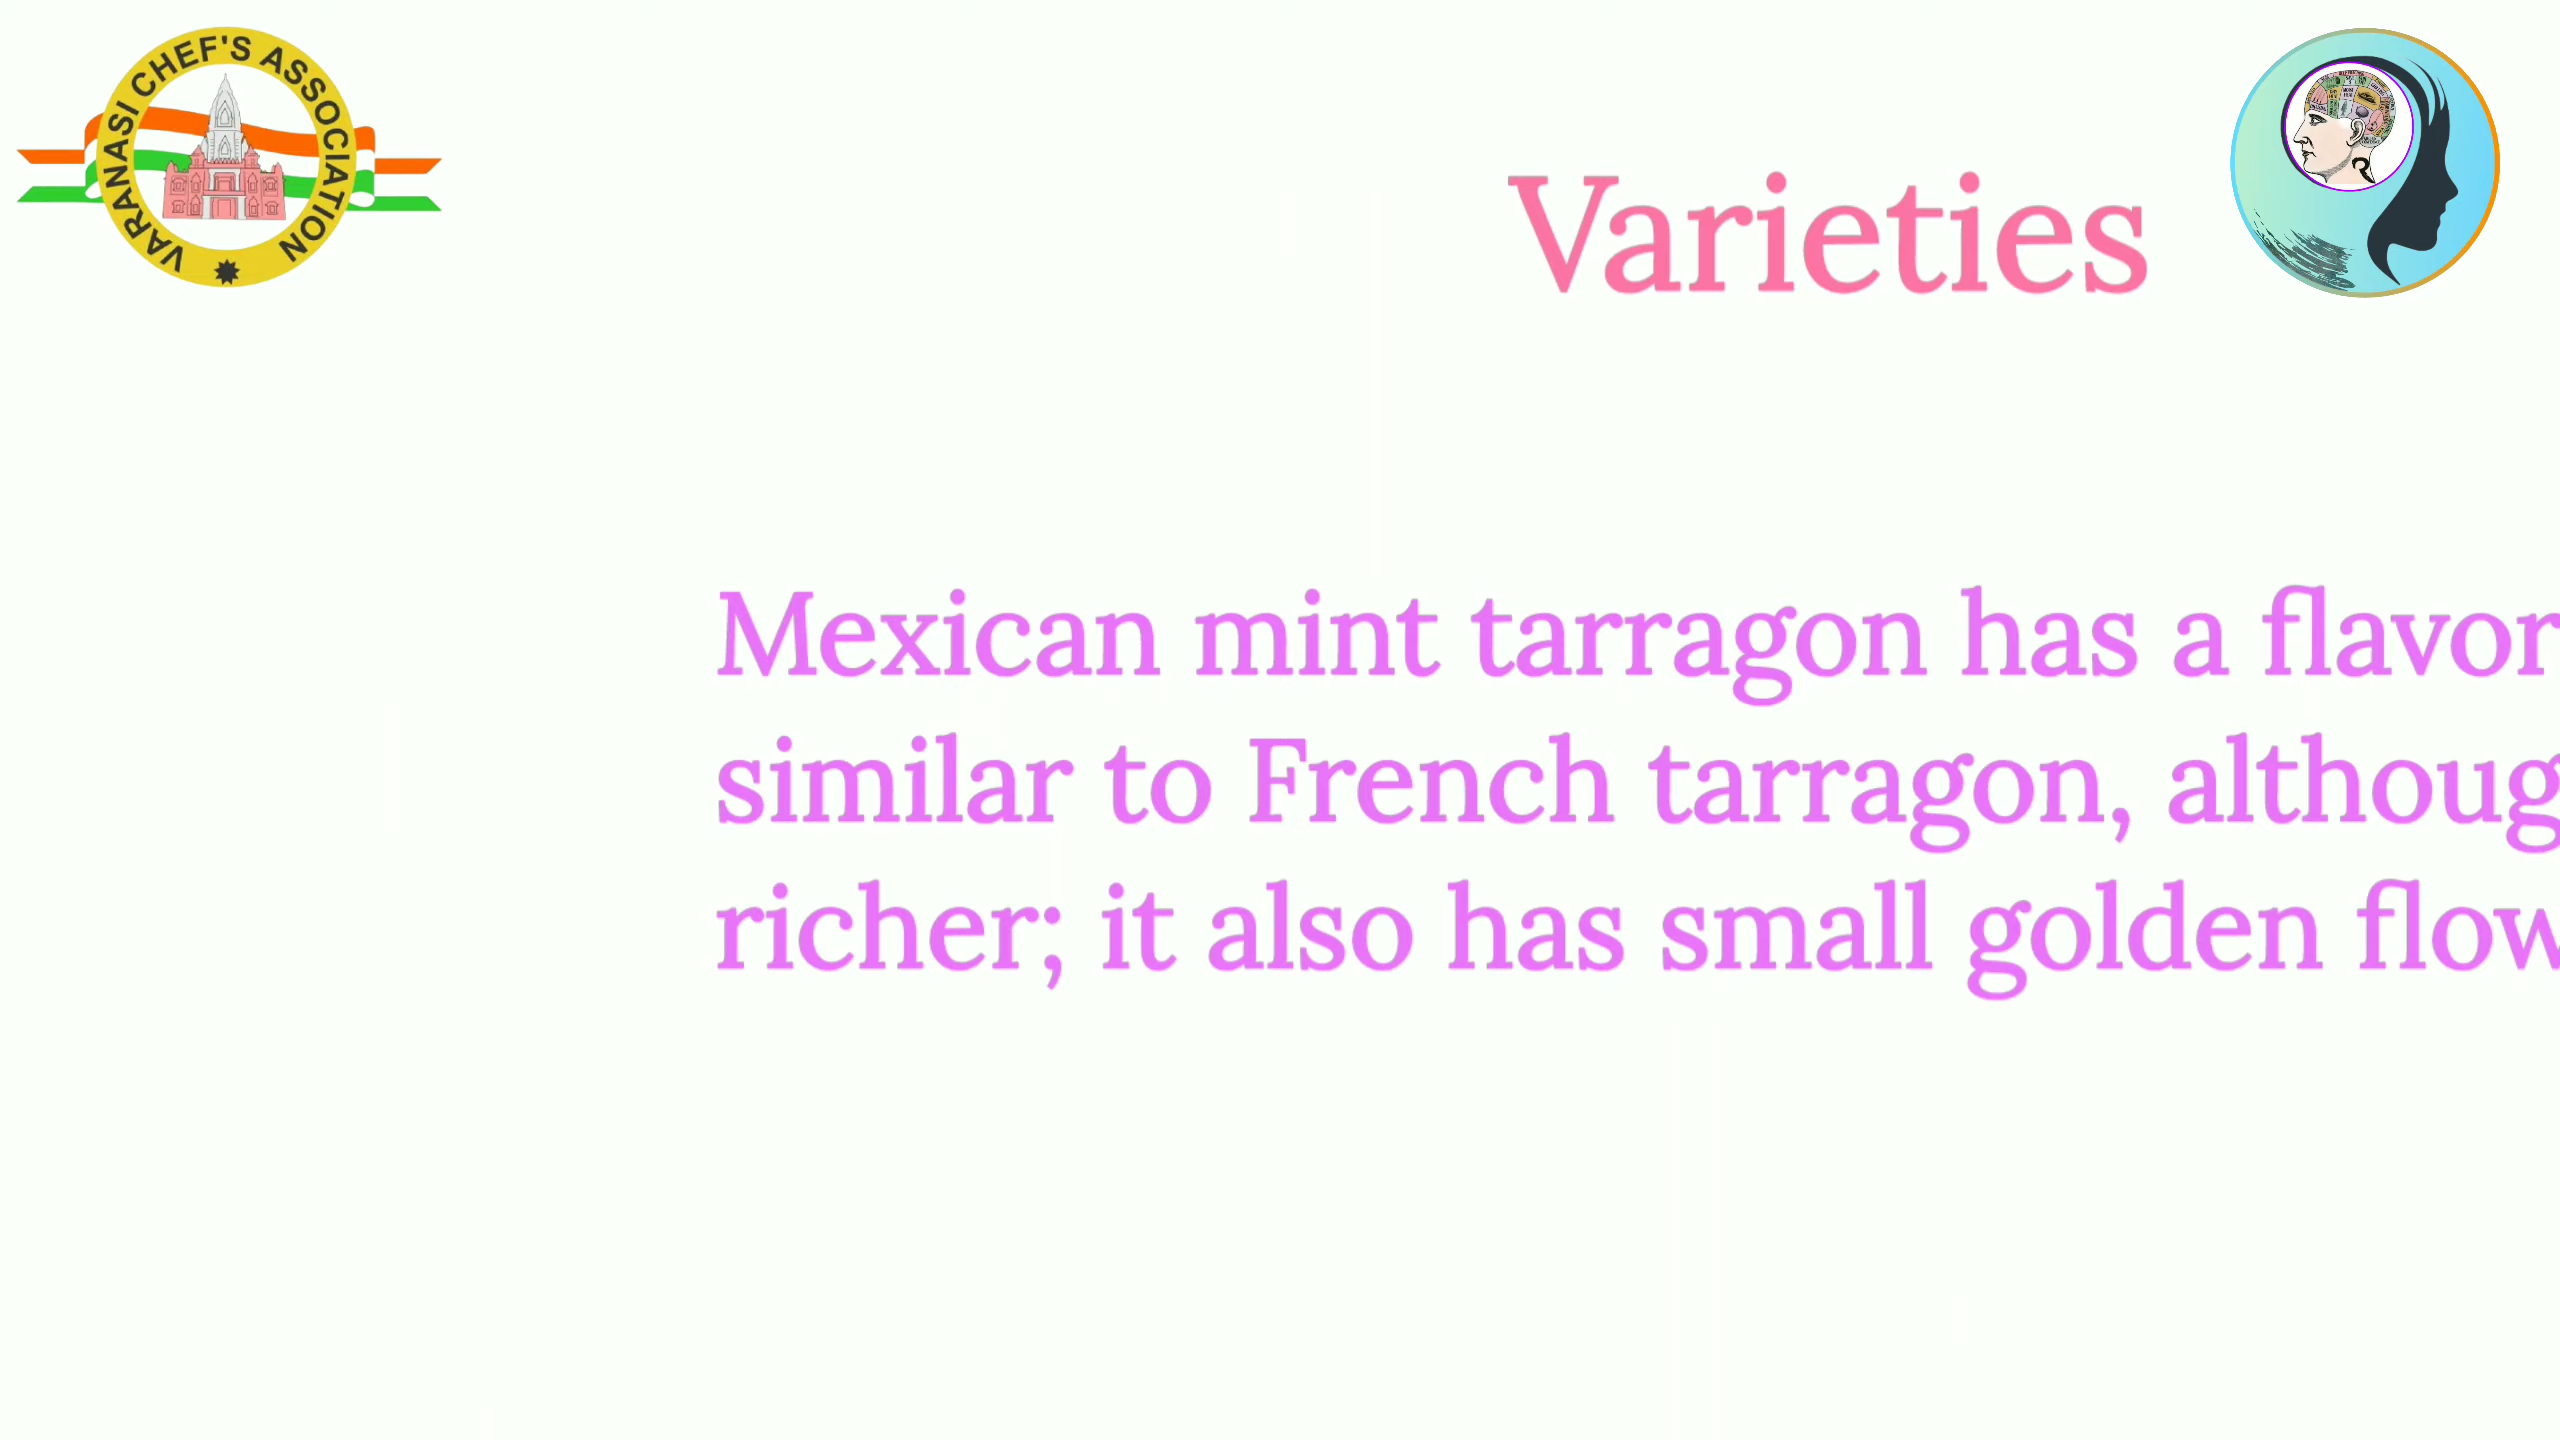 VARANASI CHEF'S ASSOCIATION
Varieties
Mexican mint tarragon has a flavor
similar to French tarragon, althoug
richer; it also has small golden flow